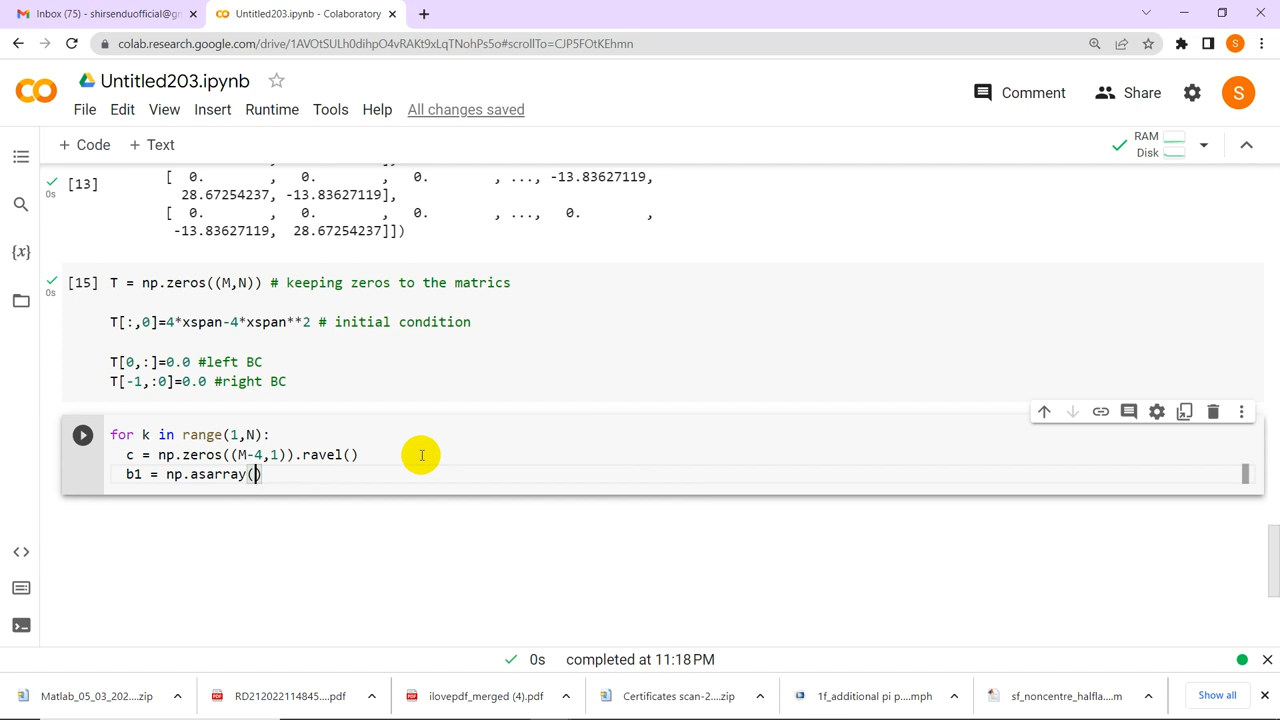 Inbox (75) - shirsenduofficial@gr
Untitled203.ipynb - Colaboratory
colab.research.google.com/drive/1AVOtSULh0dihpO4vRAKt9xLqTNohPs5o#scrollTo=CJP5FOtKEhmn
S
Untitled203.ipynb
Comment
Share
S
File Edit View Insert Runtime Tools Help All changes saved
+ Code + Text
RAM
Disk
[13]
[ 0. , 0. , 0. , ..., -13.83627119,
0s
28.67254237, -13.83627119],
[ 0. , 0. , 0. , ..., 0. ,
-13.83627119, 28.67254237]])
[15] T = np.zeros((M,N)) # keeping zeros to the matrics
0s
T[:,0]=4*xspan-4*xspan**2 # initial condition
T[0,:]=0.0 #left BC
T[-1,:0]=0.0 #right BC
for k in range(1,N):
c = np.zeros((M-4,1)).ravel()
b1 = np.asarray()
0s completed at 11:18 PM
Matlab_05_03_202....zip
RD212022114845....pdf
ilovepdf_merged (4).pdf
Certificates scan-2....zip
1f_additional pi p....mph
sf_noncentre_halfla....m
Show all